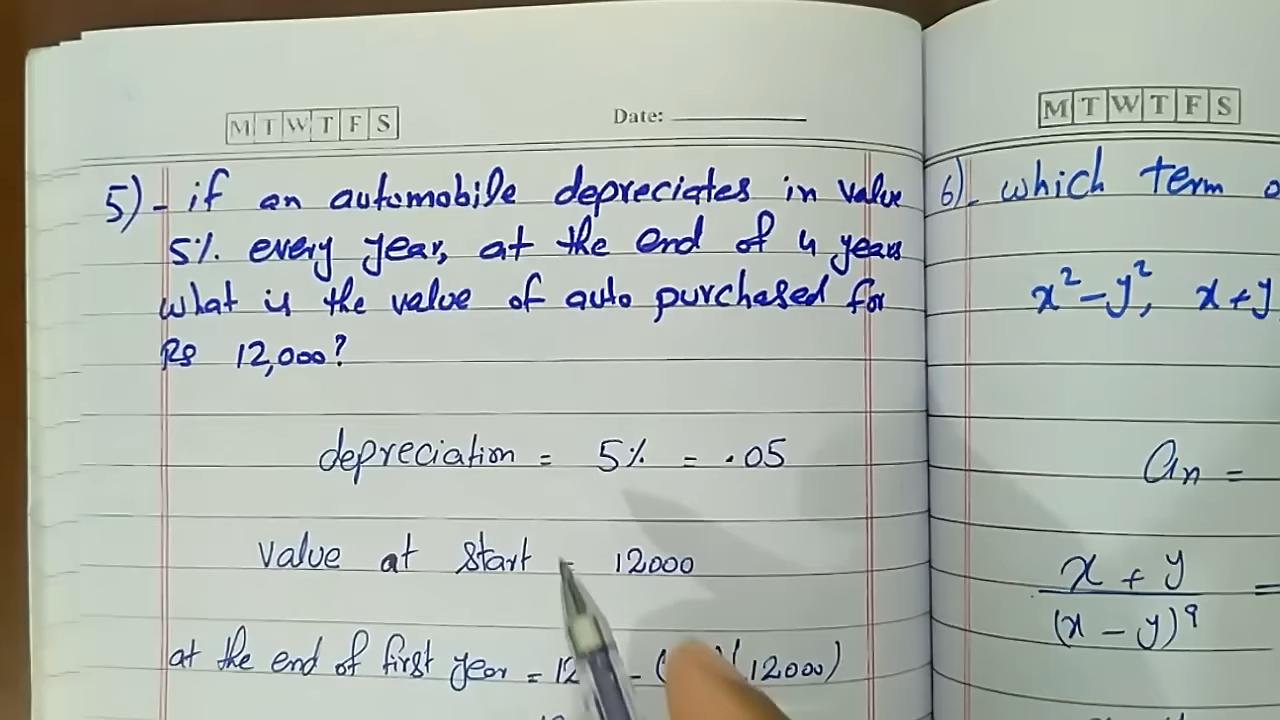 M T W T F S
Date:
5)- if an automobile depreciates in value
5% every year, at the end of 4 years
what is the value of auto purchased for
Rs 12,000?
depreciation = 5% = .05
value at start = 12000
at the end of first year = 12 - ( )(12000)
M T W T F S
6)- which term
x² - y², x + y
an =
x + y
(x - y)⁹
=